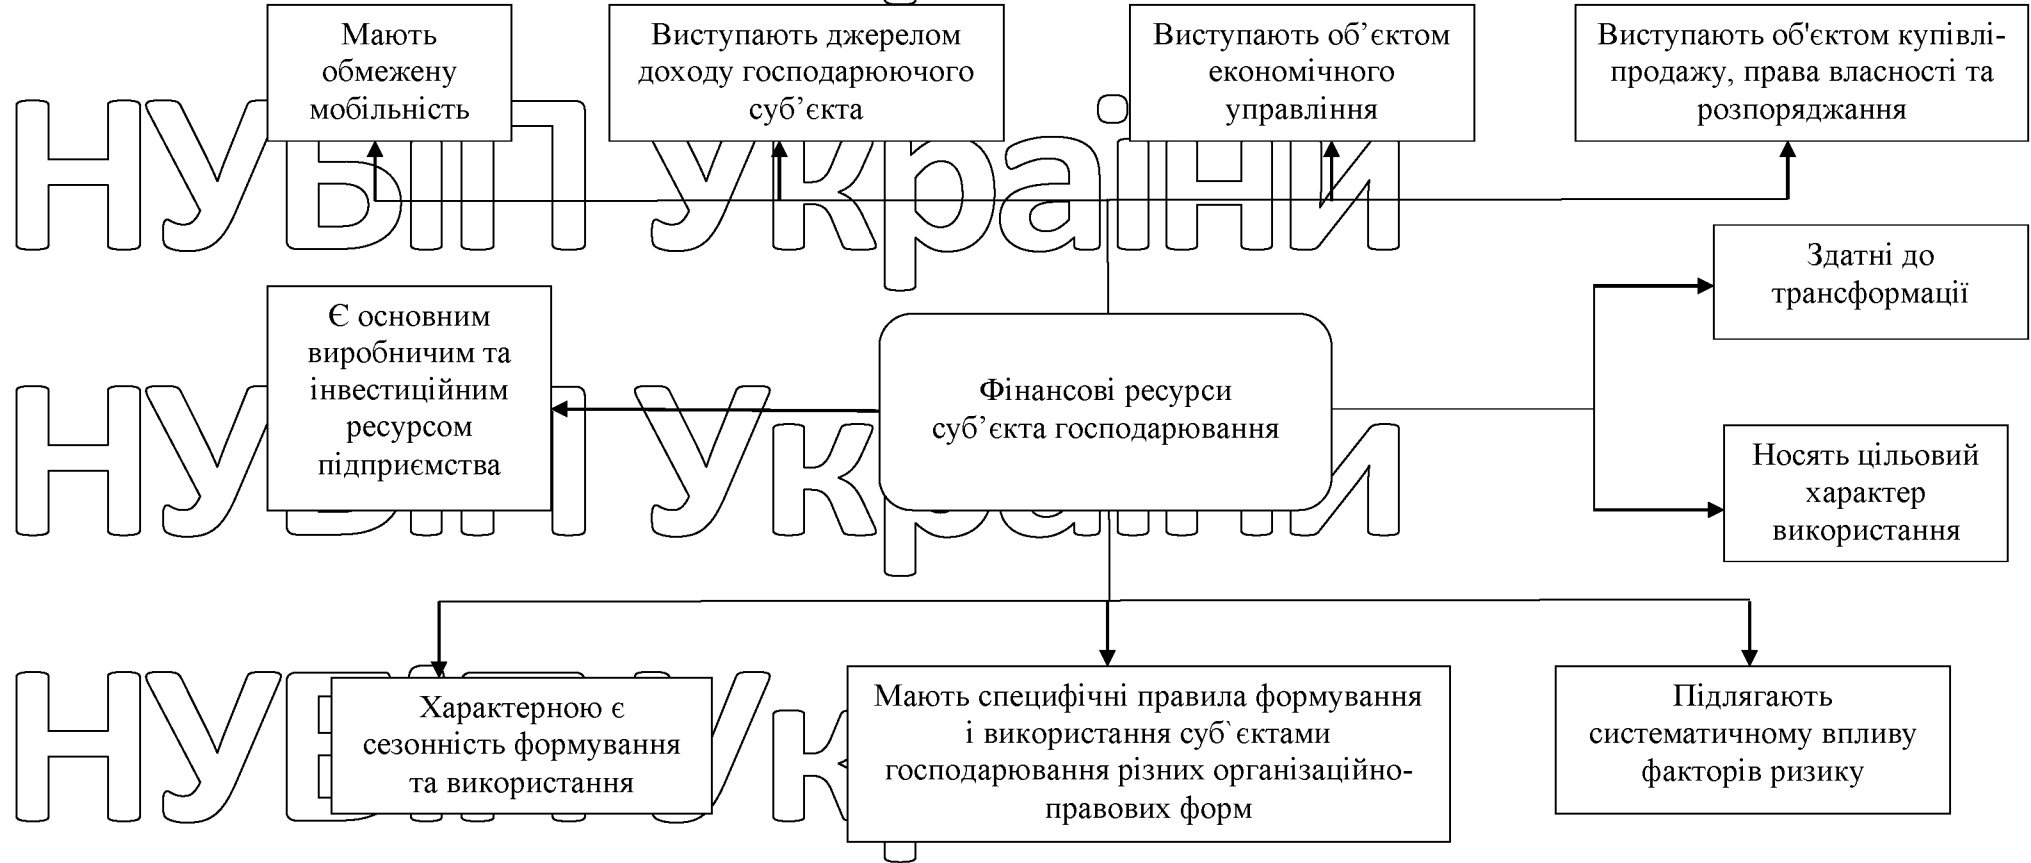 Мають
обмежену
мобільність
Виступають джерелом
доходу господарюючого
суб’єкта
Виступають об’єктом
економічного
управління
Виступають об'єктом купівлі-
продажу, права власності та
розпоряджання
НУБіП України
Здатні до
трансформації
Є основним
виробничим та
інвестиційним
ресурсом
підприємства
Фінансові ресурси
суб’єкта господарювання
НУБіП України
Носять цільовий
характер
використання
Характерною є
сезонність формування
та використання
Мають специфічні правила формування
і використання суб`єктами
господарювання різних організаційно-
правових форм
Підлягають
систематичному впливу
факторів ризику